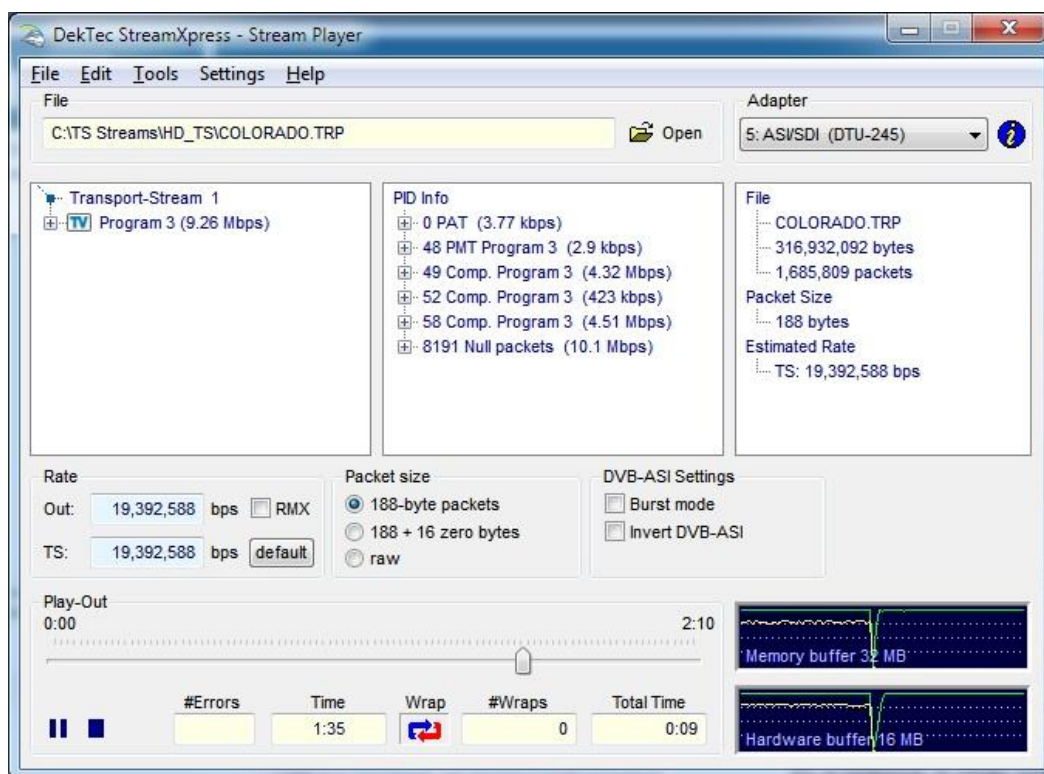 DekTec StreamXpress - Stream Player
File Edit Tools Settings Help
File
C:\TS Streams\HD_TS\COLORADO.TRP
Open
Adapter
5: ASI/SDI (DTU-245)
i
Transport-Stream 1
TV Program 3 (9.26 Mbps)
PID Info
0 PAT (3.77 kbps)
48 PMT Program 3 (2.9 kbps)
49 Comp. Program 3 (4.32 Mbps)
52 Comp. Program 3 (423 kbps)
58 Comp. Program 3 (4.51 Mbps)
8191 Null packets (10.1 Mbps)
File
COLORADO.TRP
316,932,092 bytes
1,685,809 packets
Packet Size
188 bytes
Estimated Rate
TS: 19,392,588 bps
Rate
Out: 19,392,588 bps RMX
TS: 19,392,588 bps default
Packet size
188-byte packets
188 + 16 zero bytes
raw
DVB-ASI Settings
Burst mode
Invert DVB-ASI
Play-Out
0:00 2:10
#Errors Time Wrap #Wraps Total Time
1:35 0 0:09
Memory buffer 32 MB
Hardware buffer 16 MB